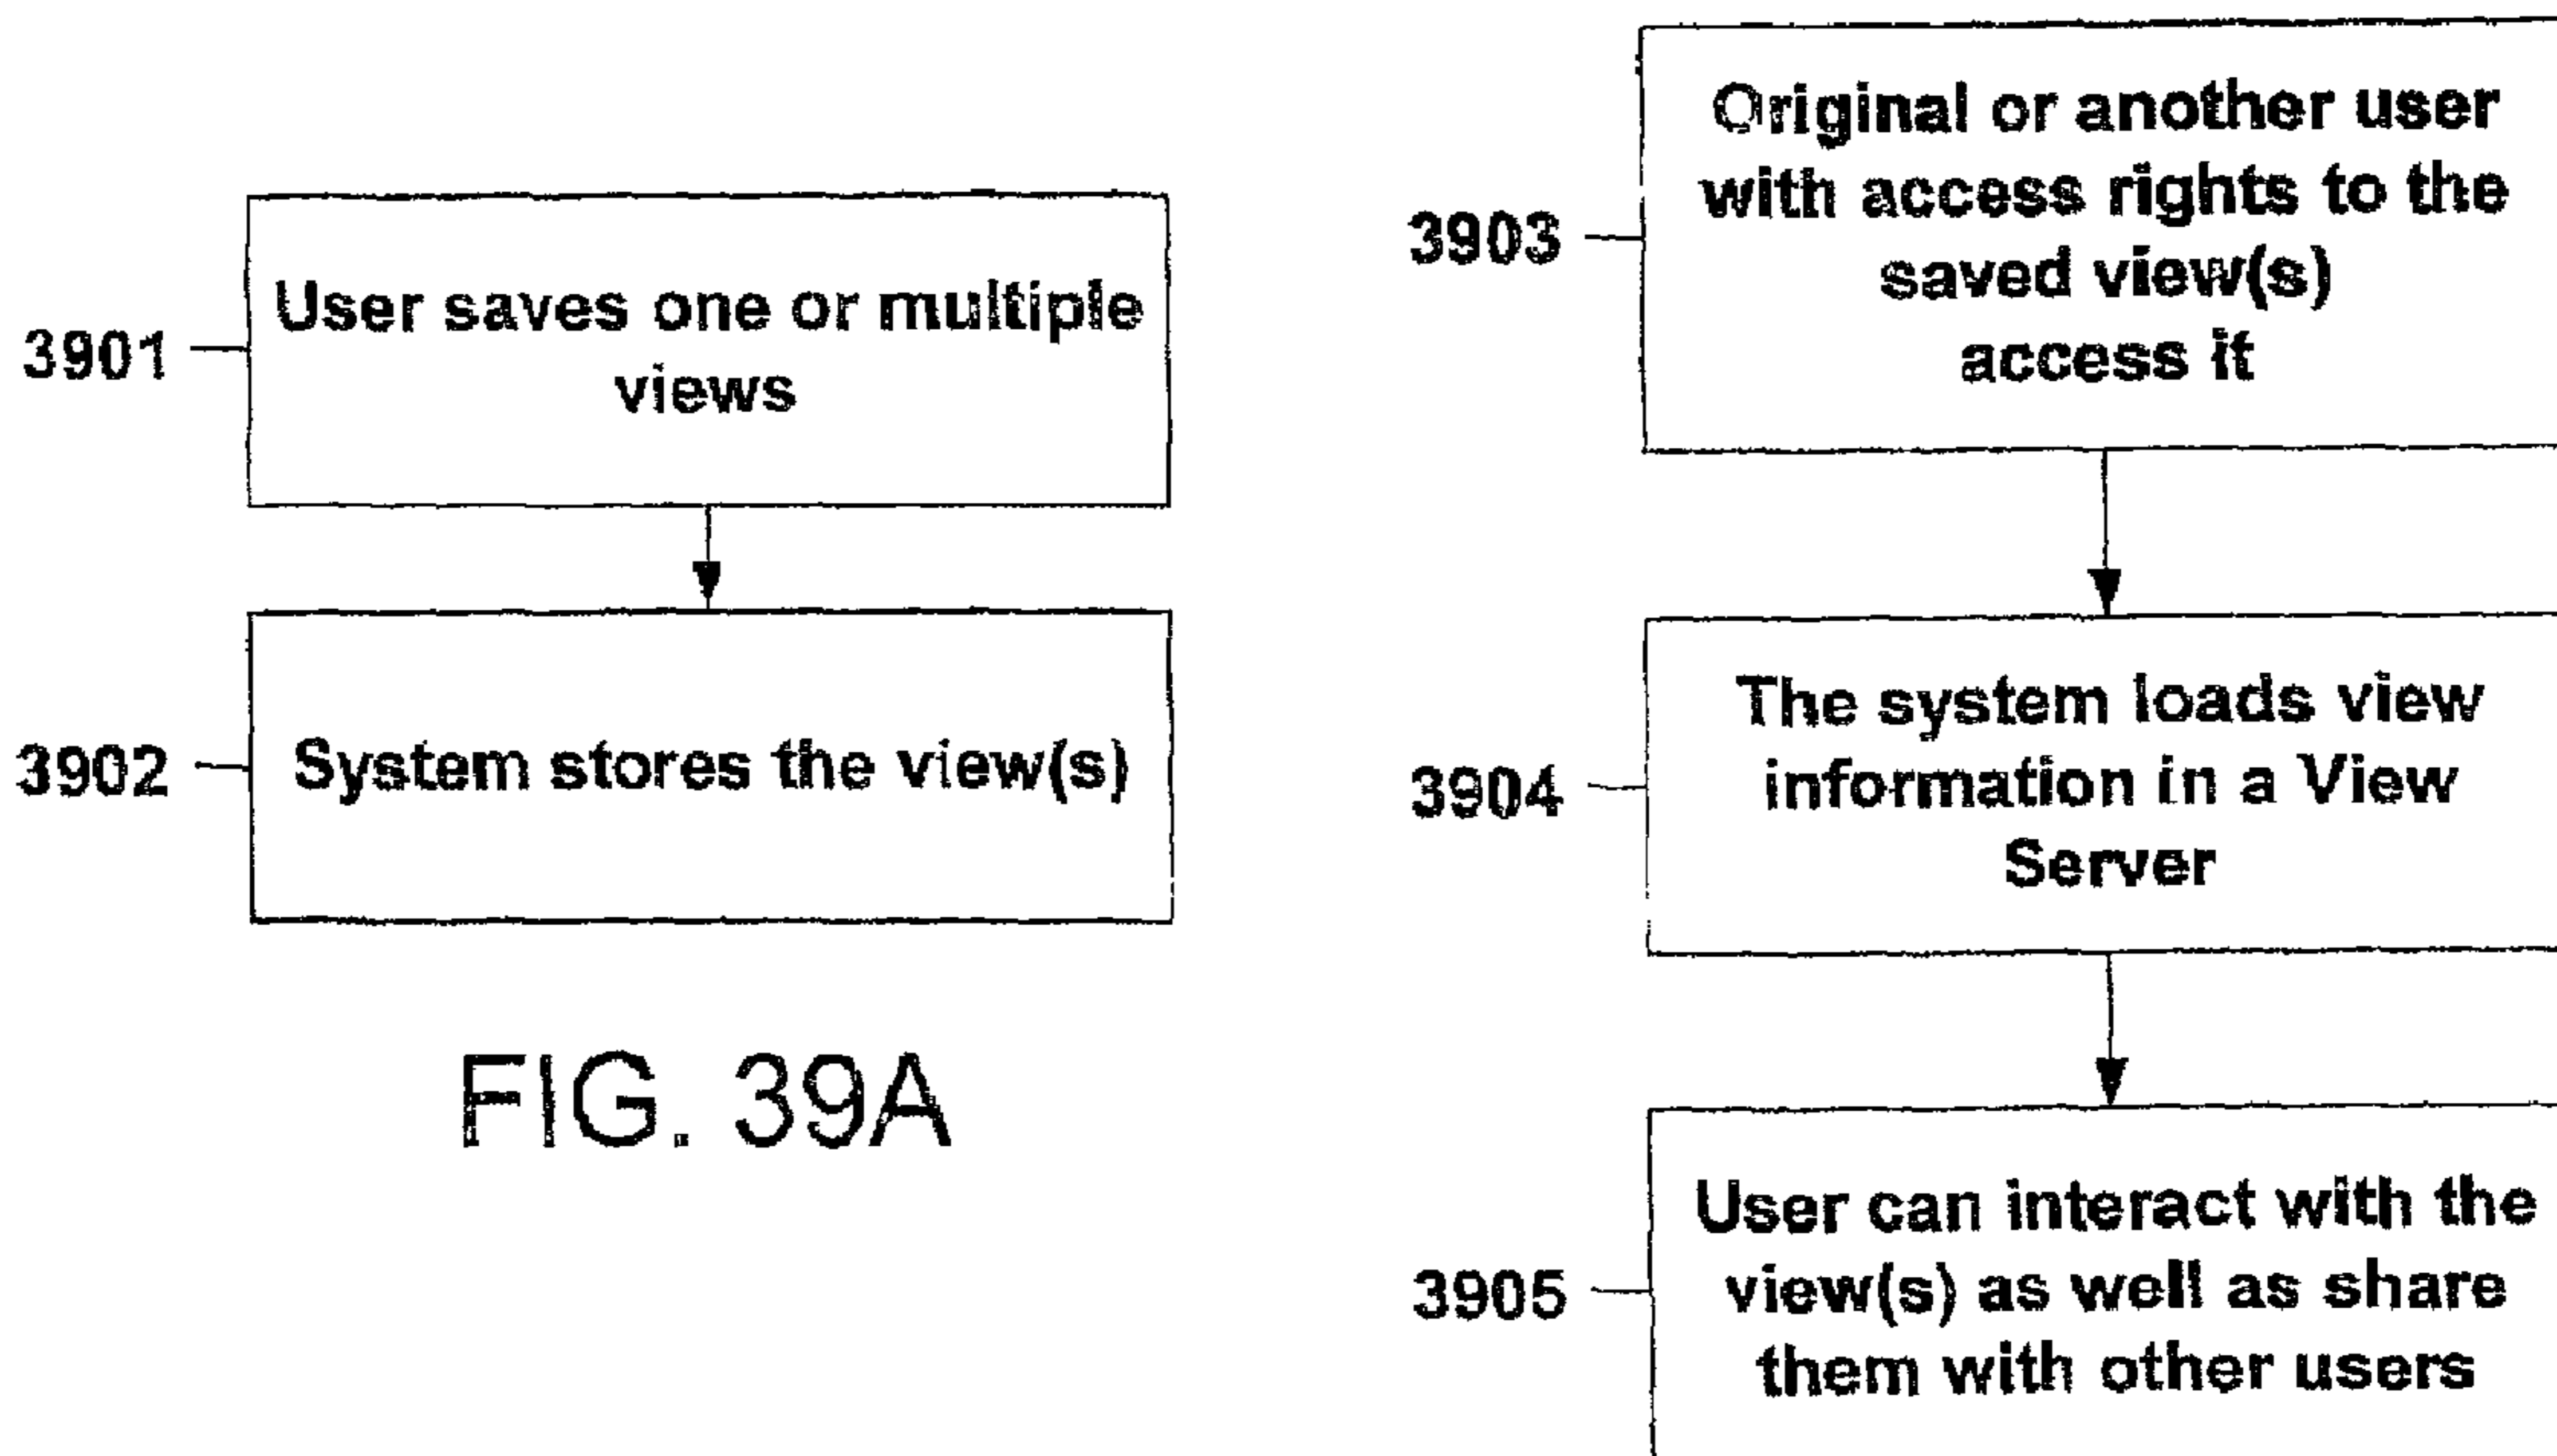 3901
User saves one or multiple
views
3902
System stores the view(s)
FIG. 39A
3903
Original or another user
with access rights to the
saved view(s)
access it
3904
The system loads view
information in a View
Server
3905
User can interact with the
view(s) as well as share
them with other users